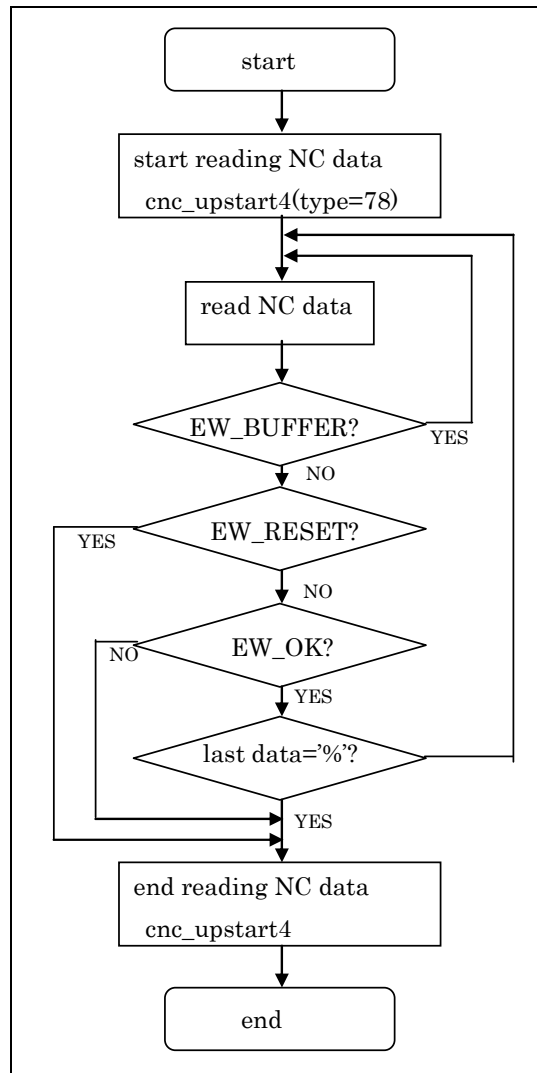 start
start reading NC data
cnc_upstart4(type=78)
read NC data
EW_BUFFER?
YES
NO
EW_RESET?
YES
NO
EW_OK?
NO
YES
last data='%'?
YES
end reading NC data
cnc_upstart4
end